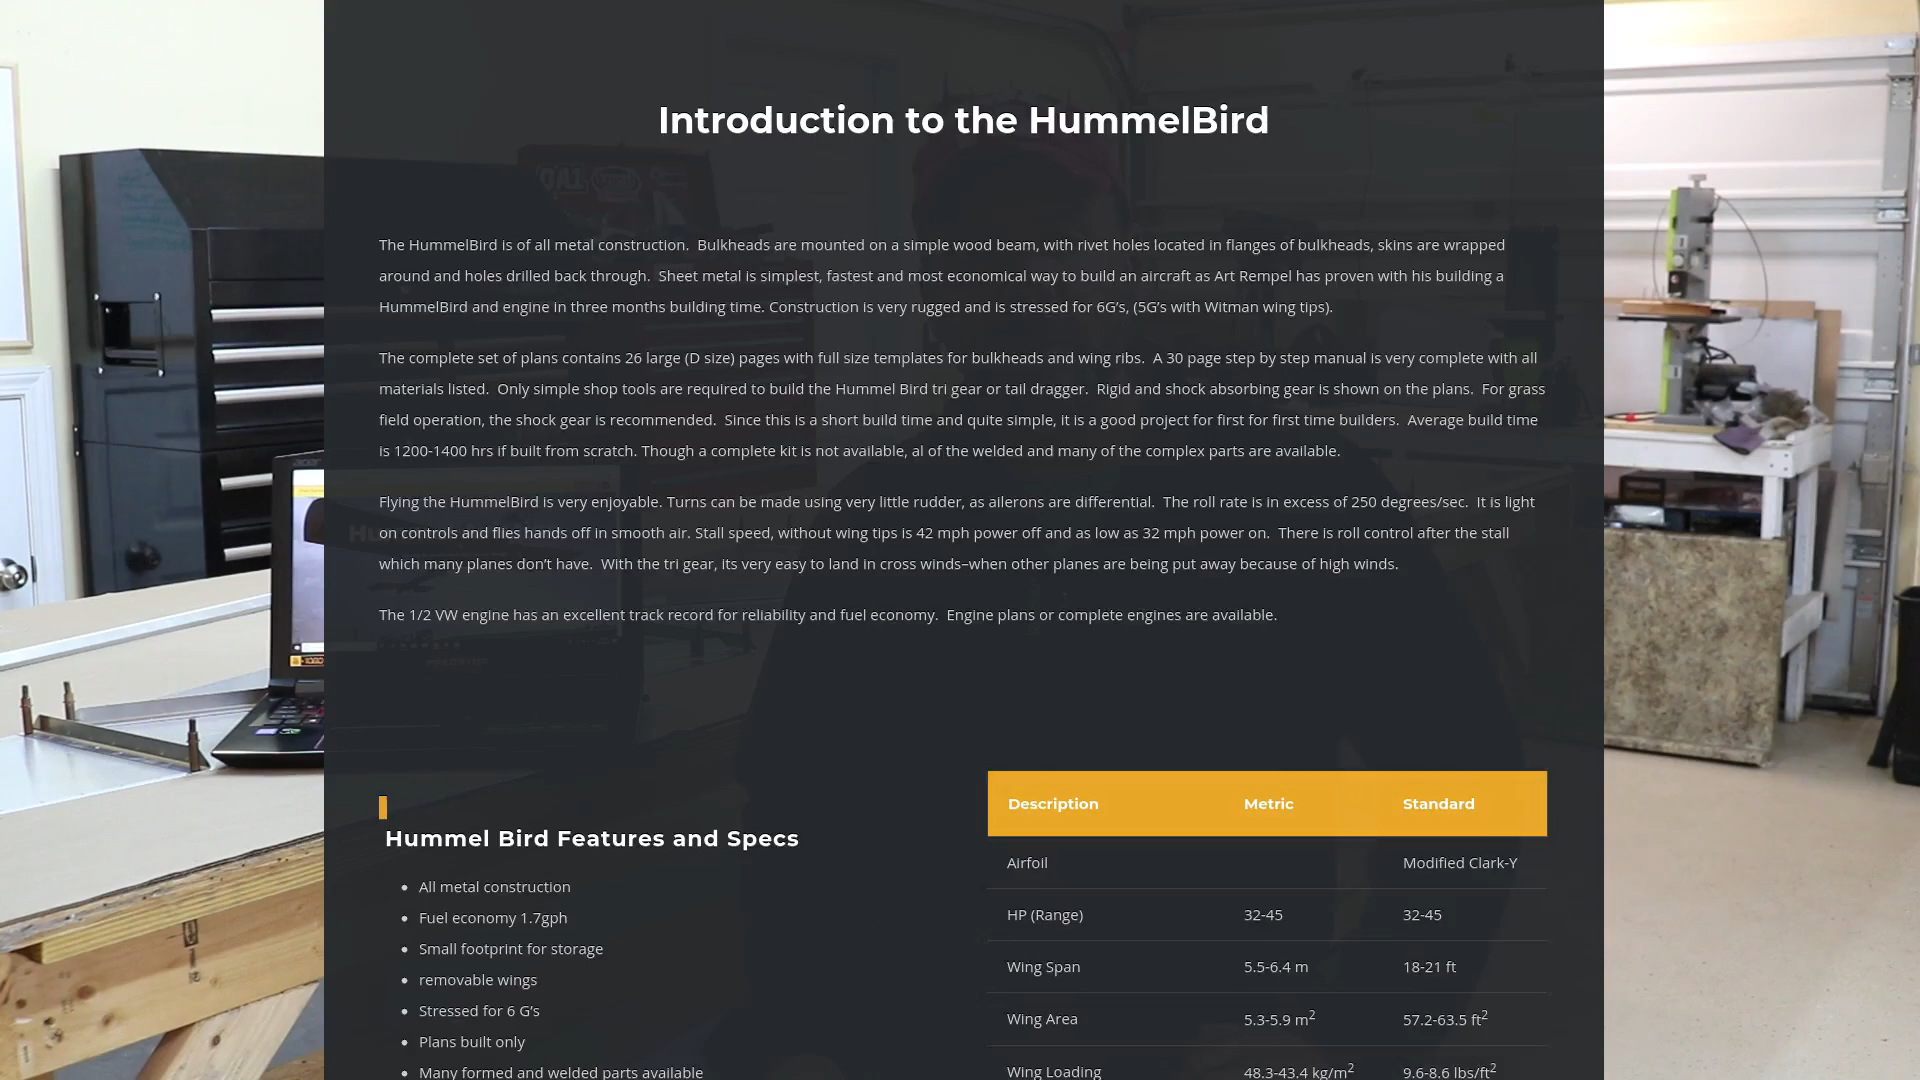 Introduction to the HummelBird
The HummelBird is of all metal construction.  Bulkheads are mounted on a simple wood beam, with rivet holes located in flanges of bulkheads, skins are wrapped
around and holes drilled back through.  Sheet metal is simplest, fastest and most economical way to build an aircraft as Art Rempel has proven with his building a
HummelBird and engine in three months building time. Construction is very rugged and is stressed for 6G’s, (5G’s with Witman wing tips).
The complete set of plans contains 26 large (D size) pages with full size templates for bulkheads and wing ribs.  A 30 page step by step manual is very complete with all
materials listed.  Only simple shop tools are required to build the Hummel Bird tri gear or tail dragger.  Rigid and shock absorbing gear is shown on the plans.  For grass
field operation, the shock gear is recommended.  Since this is a short build time and quite simple, it is a good project for first for first time builders.  Average build time
is 1200-1400 hrs if built from scratch. Though a complete kit is not available, al of the welded and many of the complex parts are available.
Flying the HummelBird is very enjoyable. Turns can be made using very little rudder, as ailerons are differential.  The roll rate is in excess of 250 degrees/sec.  It is light
on controls and flies hands off in smooth air. Stall speed, without wing tips is 42 mph power off and as low as 32 mph power on.  There is roll control after the stall
which many planes don’t have.  With the tri gear, its very easy to land in cross winds–when other planes are being put away because of high winds.
The 1/2 VW engine has an excellent track record for reliability and fuel economy.  Engine plans or complete engines are available.
Hummel Bird Features and Specs
• All metal construction
• Fuel economy 1.7gph
• Small footprint for storage
• removable wings
• Stressed for 6 G’s
• Plans built only
• Many formed and welded parts available
Description Metric Standard
Airfoil Modified Clark-Y
HP (Range) 32-45 32-45
Wing Span 5.5-6.4 m 18-21 ft
Wing Area 5.3-5.9 m² 57.2-63.5 ft²
Wing Loading 48.3-43.4 kg/m² 9.6-8.6 lbs/ft²